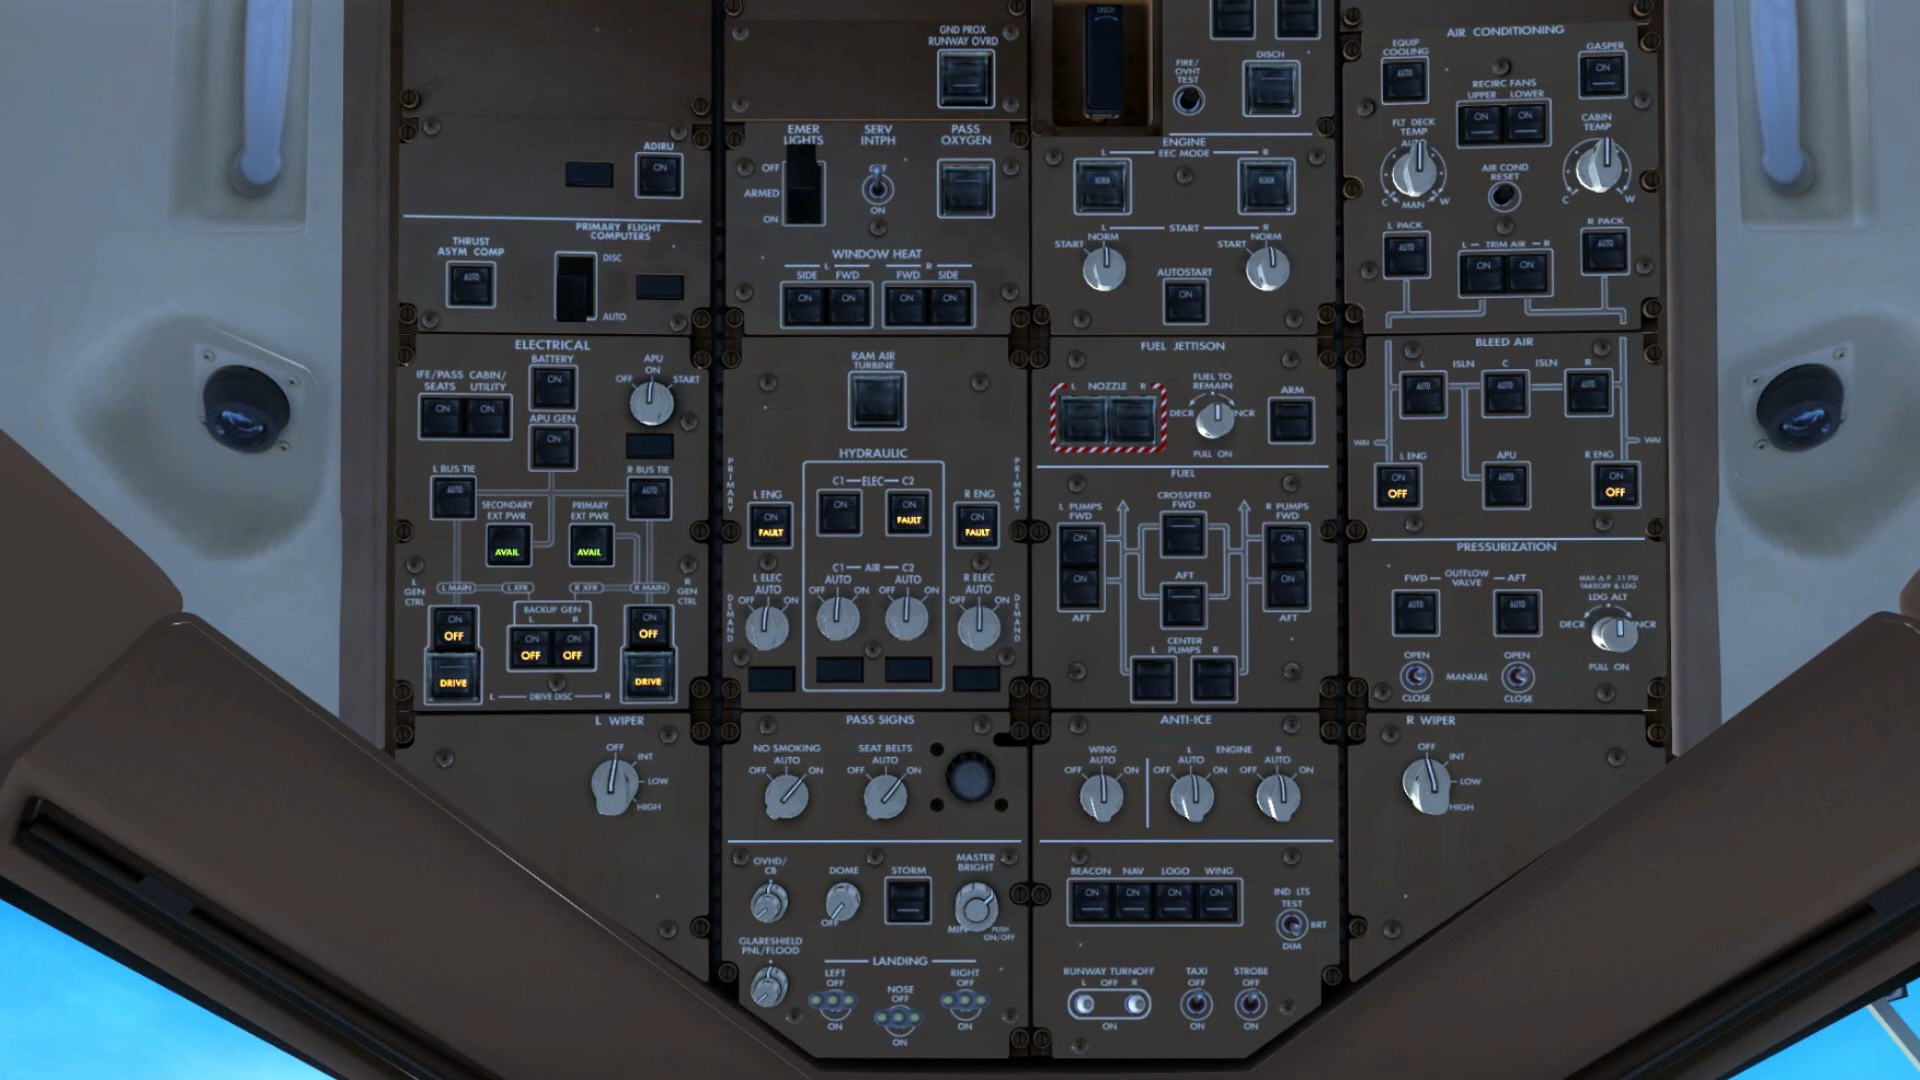 DISCH
GND PROX
RUNWAY OVRD
FIRE/
OVHT
TEST
DISCH
AIR CONDITIONING
EQUIP
COOLING
AUTO
GASPER
ON
RECIRC FANS
UPPER LOWER
ON ON
FLT DECK
TEMP
AUTO
C MAN W
AIR COND
RESET
CABIN
TEMP
C W
ADIRU
ON
EMER
LIGHTS
OFF
ARMED
ON
SERV
INTPH
OFF
ON
PASS
OXYGEN
ENGINE
L EEC MODE R
NORM NORM
L START R
START NORM START NORM
AUTOSTART
ON
L PACK
AUTO
R PACK
AUTO
L TRIM AIR R
ON ON
PRIMARY FLIGHT
COMPUTERS
THRUST
ASYM COMP
AUTO
DISC
AUTO
WINDOW HEAT
L R
SIDE FWD FWD SIDE
ON ON ON ON
ELECTRICAL
BATTERY
ON
IFE/PASS CABIN/
SEATS UTILITY
ON ON
APU
OFF ON START
APU GEN
ON
L BUS TIE
AUTO
R BUS TIE
AUTO
SECONDARY
EXT PWR
AVAIL
PRIMARY
EXT PWR
AVAIL
L MAIN L XFR R XFR R MAIN
L
GEN
CTRL
ON
OFF
DRIVE
BACKUP GEN
L R
ON ON
OFF OFF
R
GEN
CTRL
ON
OFF
DRIVE
L DRIVE DISC R
RAM AIR
TURBINE
HYDRAULIC
PRIMARY
PRIMARY
C1 ELEC C2
L ENG
ON
FAULT
ON
ON
FAULT
R ENG
ON
FAULT
C1 AIR C2
DEMAND
L ELEC
OFF AUTO ON
OFF AUTO ON
OFF AUTO ON
R ELEC
OFF AUTO ON
DEMAND
FUEL JETTISON
L NOZZLE R
FUEL TO
REMAIN
DECR INCR
PULL ON
ARM
FUEL
CROSSFEED
FWD
AFT
L PUMPS
FWD
ON
ON
AFT
R PUMPS
FWD
ON
ON
AFT
CENTER
L PUMPS R
BLEED AIR
L ISLN C ISLN R
AUTO AUTO AUTO
WAI WAI
L ENG
ON
OFF
APU
AUTO
R ENG
ON
OFF
PRESSURIZATION
FWD OUTFLOW VALVE AFT
AUTO AUTO
MAX Δ P .11 PSI
TAKEOFF & LDG
LDG ALT
DECR INCR
PULL ON
OPEN OPEN
MANUAL
CLOSE CLOSE
L WIPER
OFF
INT
LOW
HIGH
PASS SIGNS
NO SMOKING
OFF AUTO ON
SEAT BELTS
OFF AUTO ON
ANTI-ICE
WING
OFF AUTO ON
L ENGINE R
OFF AUTO ON
OFF AUTO ON
R WIPER
OFF
INT
LOW
HIGH
OVHD/
CB
DOME
OFF
STORM
MASTER
BRIGHT
MIN
PUSH
ON/OFF
GLARESHIELD
PNL/FLOOD
LANDING
LEFT
OFF
ON
NOSE
OFF
ON
RIGHT
OFF
ON
BEACON NAV LOGO WING
ON ON ON ON
IND LTS
TEST
BRT
DIM
RUNWAY TURNOFF
L OFF R
ON
TAXI
OFF
ON
STROBE
OFF
ON